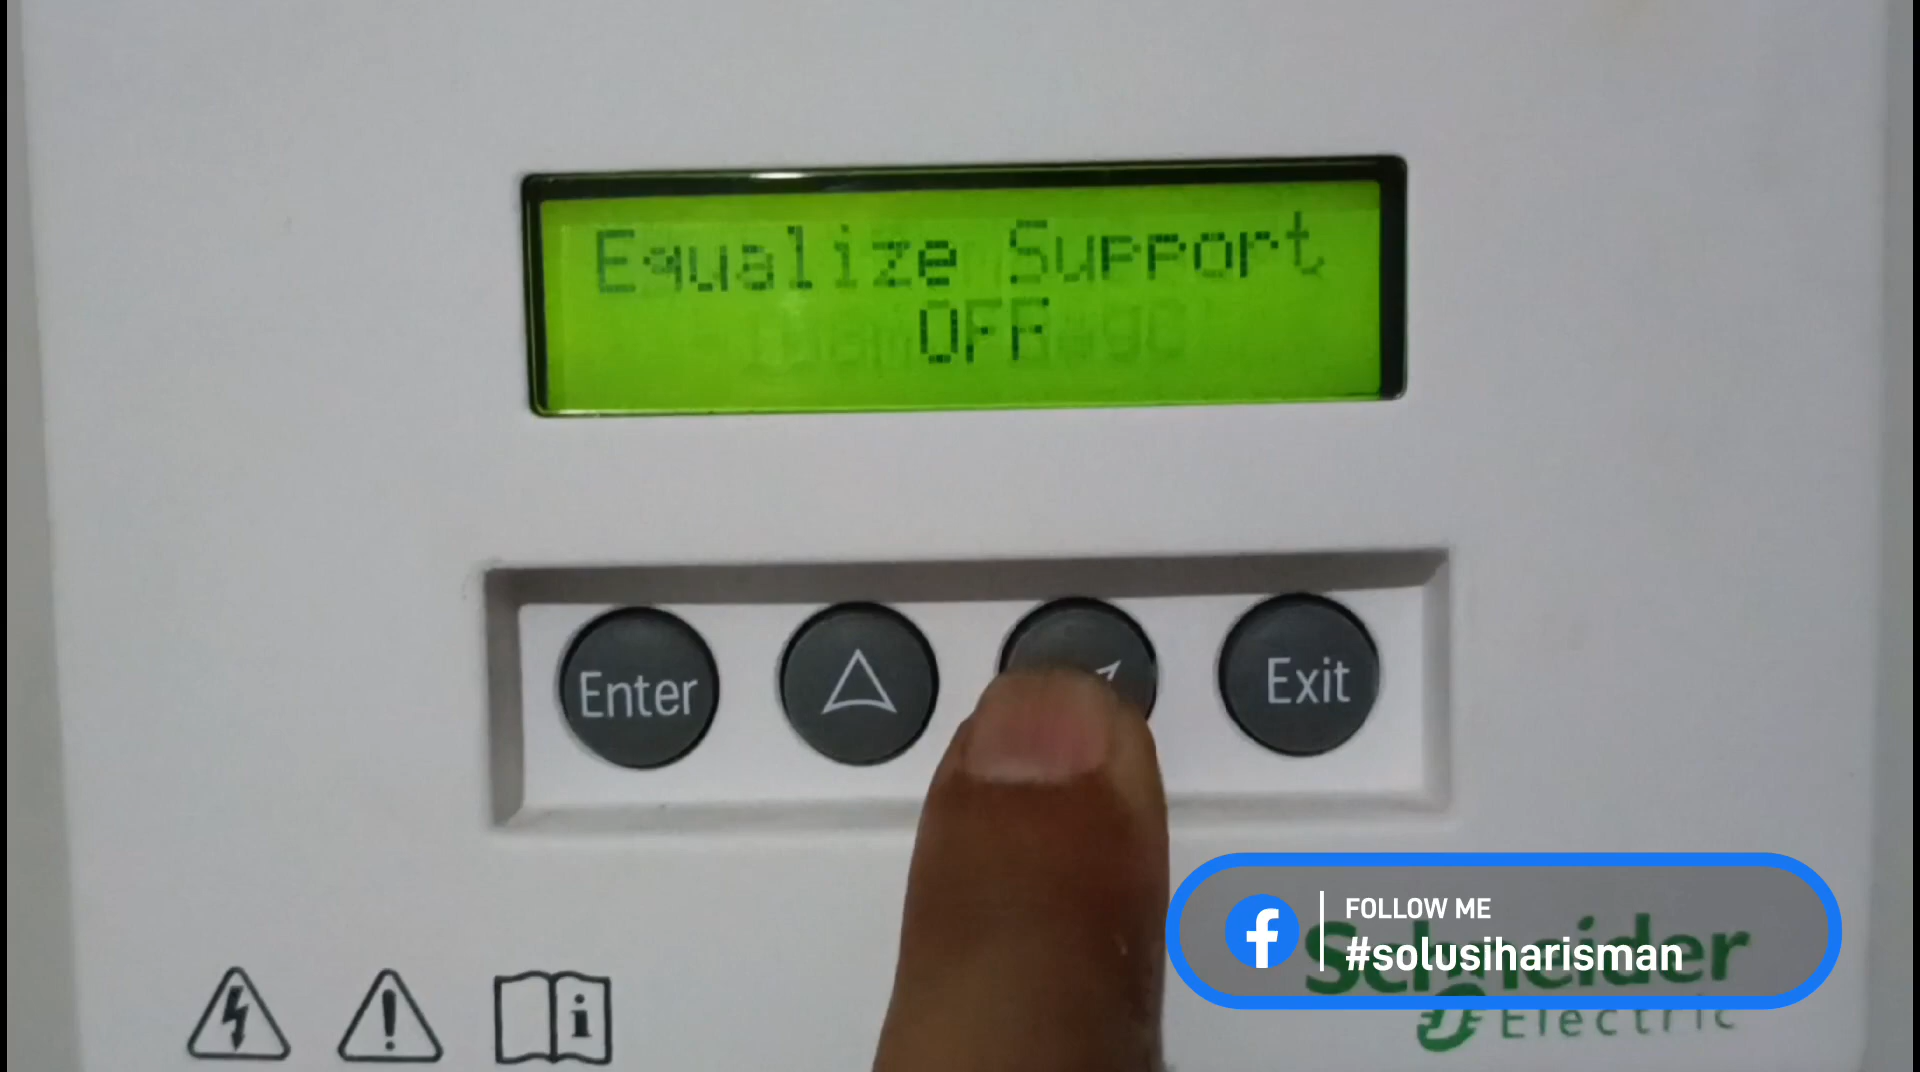 Equalize Support
OFF
Enter
Exit
FOLLOW ME
#solusiharisman
Schneider
Electric